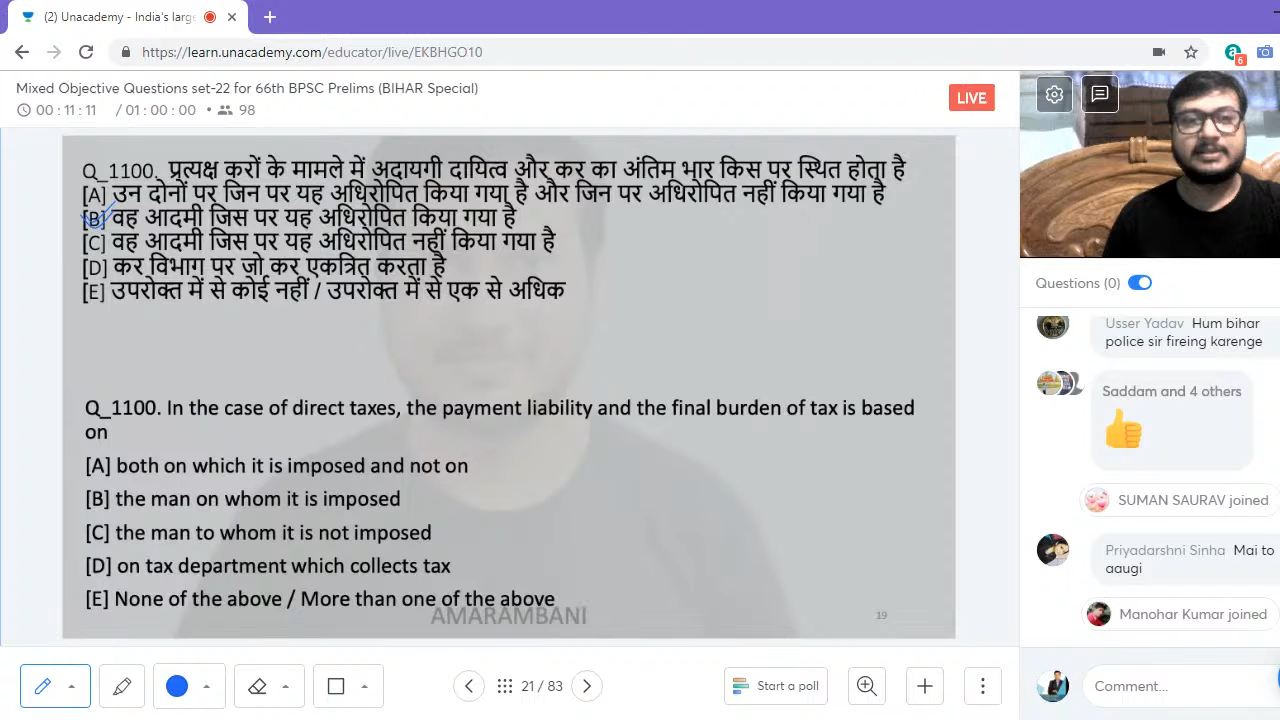 (2) Unacademy - India's larg
https://learn.unacademy.com/educator/live/EKBHGO10
6
Mixed Objective Questions set-22 for 66th BPSC Prelims (BIHAR Special)
00 : 11 : 11 / 01 : 00 : 00 • 98
LIVE
Q_1100. प्रत्यक्ष करों के मामले में अदायगी दायित्व और कर का अंतिम भार किस पर स्थित होता है
[A] उन दोनों पर जिन पर यह अधिरोपित किया गया है और जिन पर अधिरोपित नहीं किया गया है
[B] वह आदमी जिस पर यह अधिरोपित किया गया है
[C] वह आदमी जिस पर यह अधिरोपित नहीं किया गया है
[D] कर विभाग पर जो कर एकत्रित करता है
[E] उपरोक्त में से कोई नहीं / उपरोक्त में से एक से अधिक
Q_1100. In the case of direct taxes, the payment liability and the final burden of tax is based
on
[A] both on which it is imposed and not on
[B] the man on whom it is imposed
[C] the man to whom it is not imposed
[D] on tax department which collects tax
[E] None of the above / More than one of the above
AMARAMBANI
19
Questions (0)
Usser Yadav Hum bihar
police sir fireing karenge
Saddam and 4 others
SUMAN SAURAV joined
Priyadarshni Sinha Mai to
aaugi
Manohar Kumar joined
21 / 83
Start a poll
Comment...